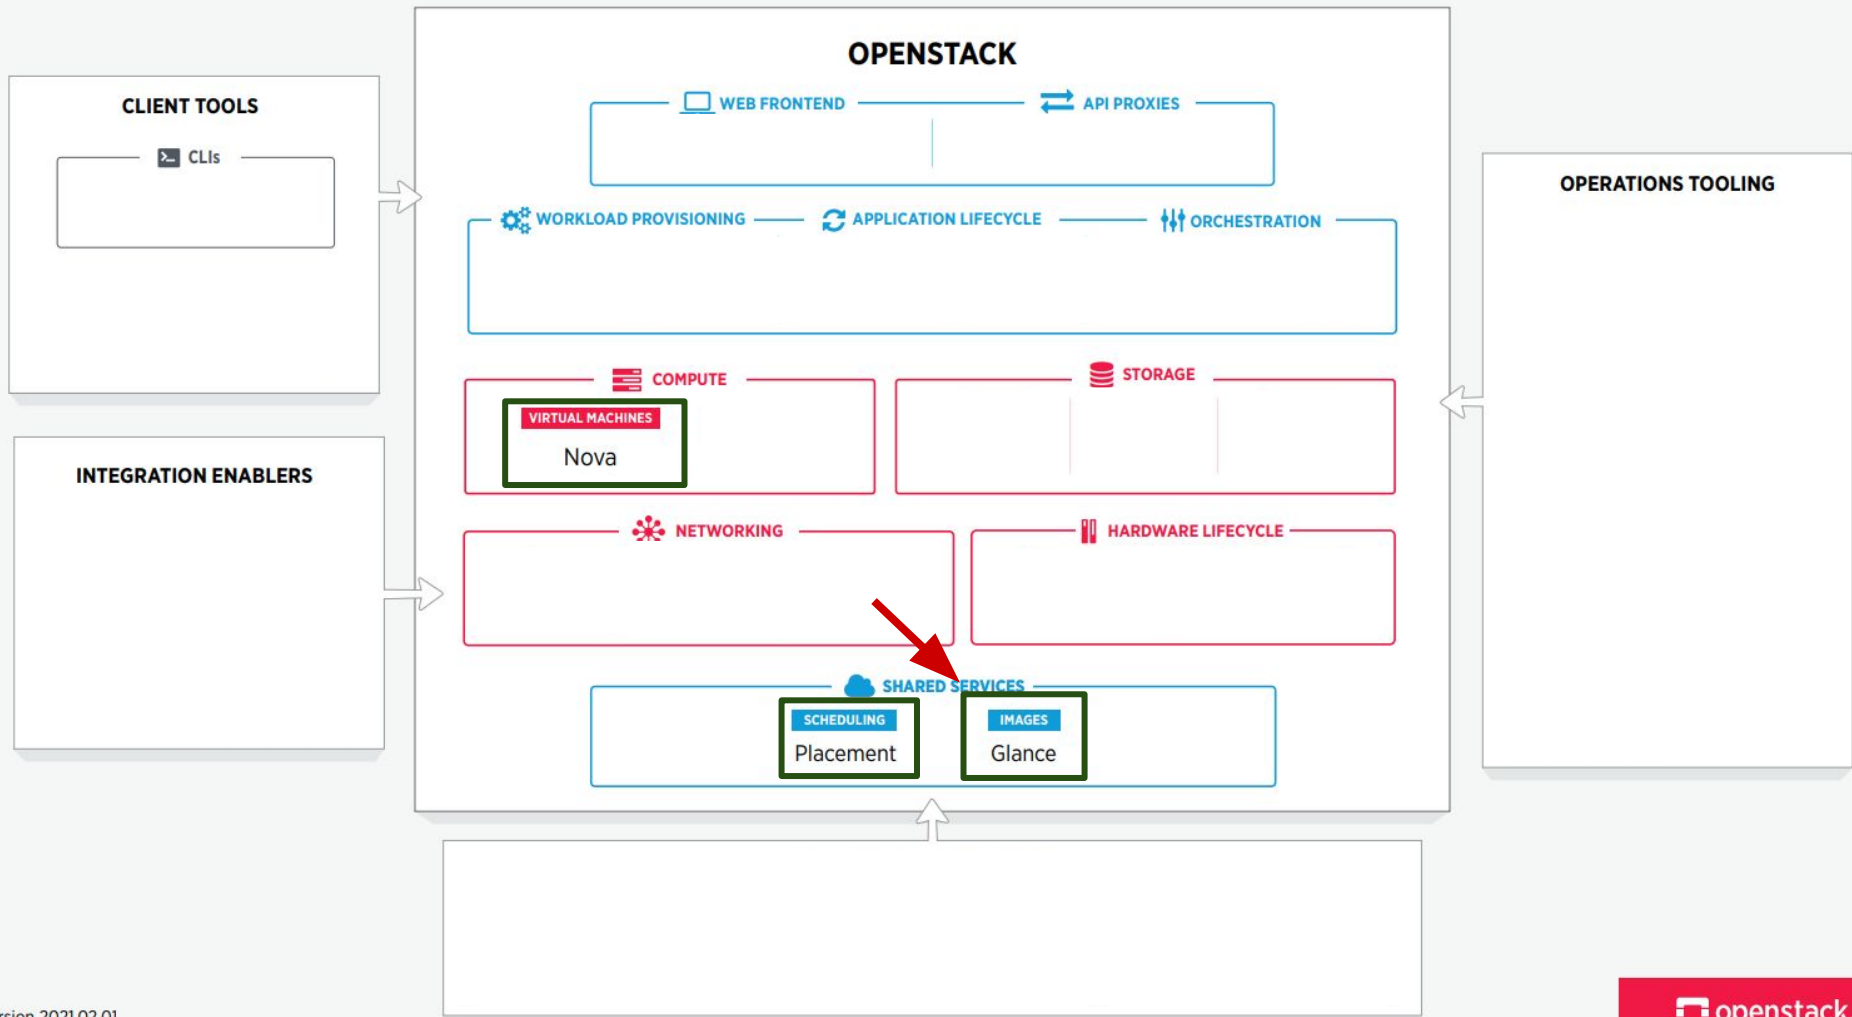 OPENSTACK
WEB FRONTEND
API PROXIES
CLIENT TOOLS
CLIs
OPERATIONS TOOLING
WORKLOAD PROVISIONING
APPLICATION LIFECYCLE
ORCHESTRATION
COMPUTE
STORAGE
VIRTUAL MACHINES
Nova
INTEGRATION ENABLERS
NETWORKING
HARDWARE LIFECYCLE
SHARED SERVICES
SCHEDULING
IMAGES
Placement
Glance
openstack